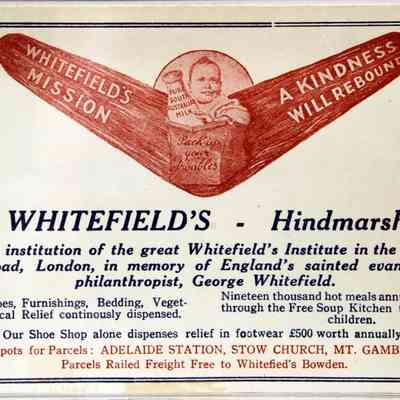 WHITEFIELD'S
MISSION
A KINDNESS
WILL REBOUN
PURE
SOUTH
AUSTRALIAN
MILK
Pack up
your
troubles
WHITEFIELD'S - Hindmarsh
institution of the great Whitefield's Institute in the
oad, London, in memory of England's sainted evan
philanthropist, George Whitefield.
oes, Furnishings, Bedding, Veget-
cal Relief continously dispensed.
Nineteen thousand hot meals ann
through the Free Soup Kitchen
children.
Our Shoe Shop alone dispenses relief in footwear £500 worth annually
pots for Parcels: ADELAIDE STATION, STOW CHURCH, MT. GAMB
Parcels Railed Freight Free to Whitefied's Bowden.